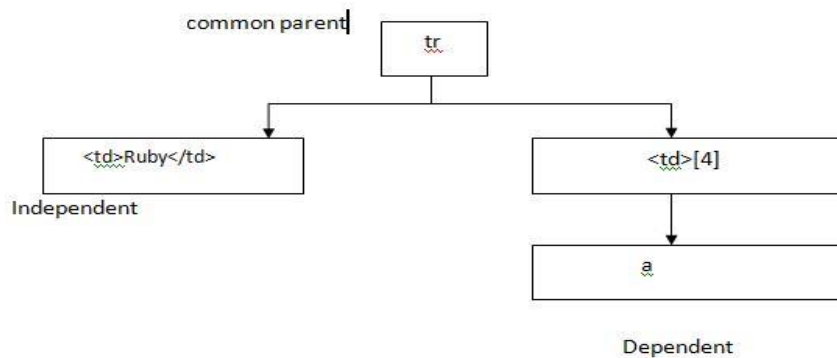 common parent
tr
<td>Ruby</td>
<td>[4]
Independent
a
Dependent